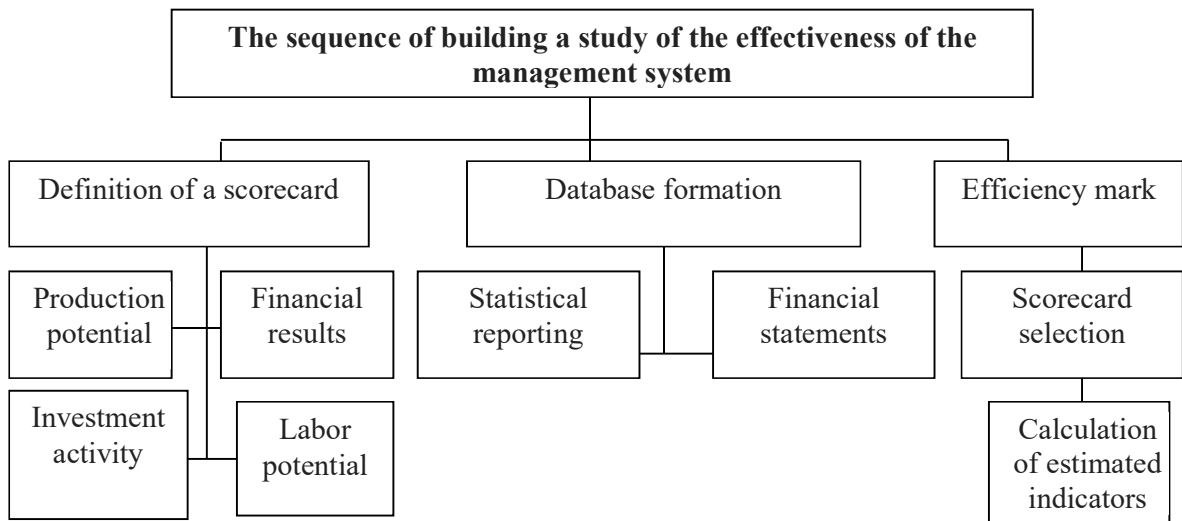 The sequence of building a study of the effectiveness of the
management system
Definition of a scorecard
Database formation
Efficiency mark
Production
potential
Financial
results
Statistical
reporting
Financial
statements
Scorecard
selection
Investment
activity
Labor
potential
Calculation
of estimated
indicators